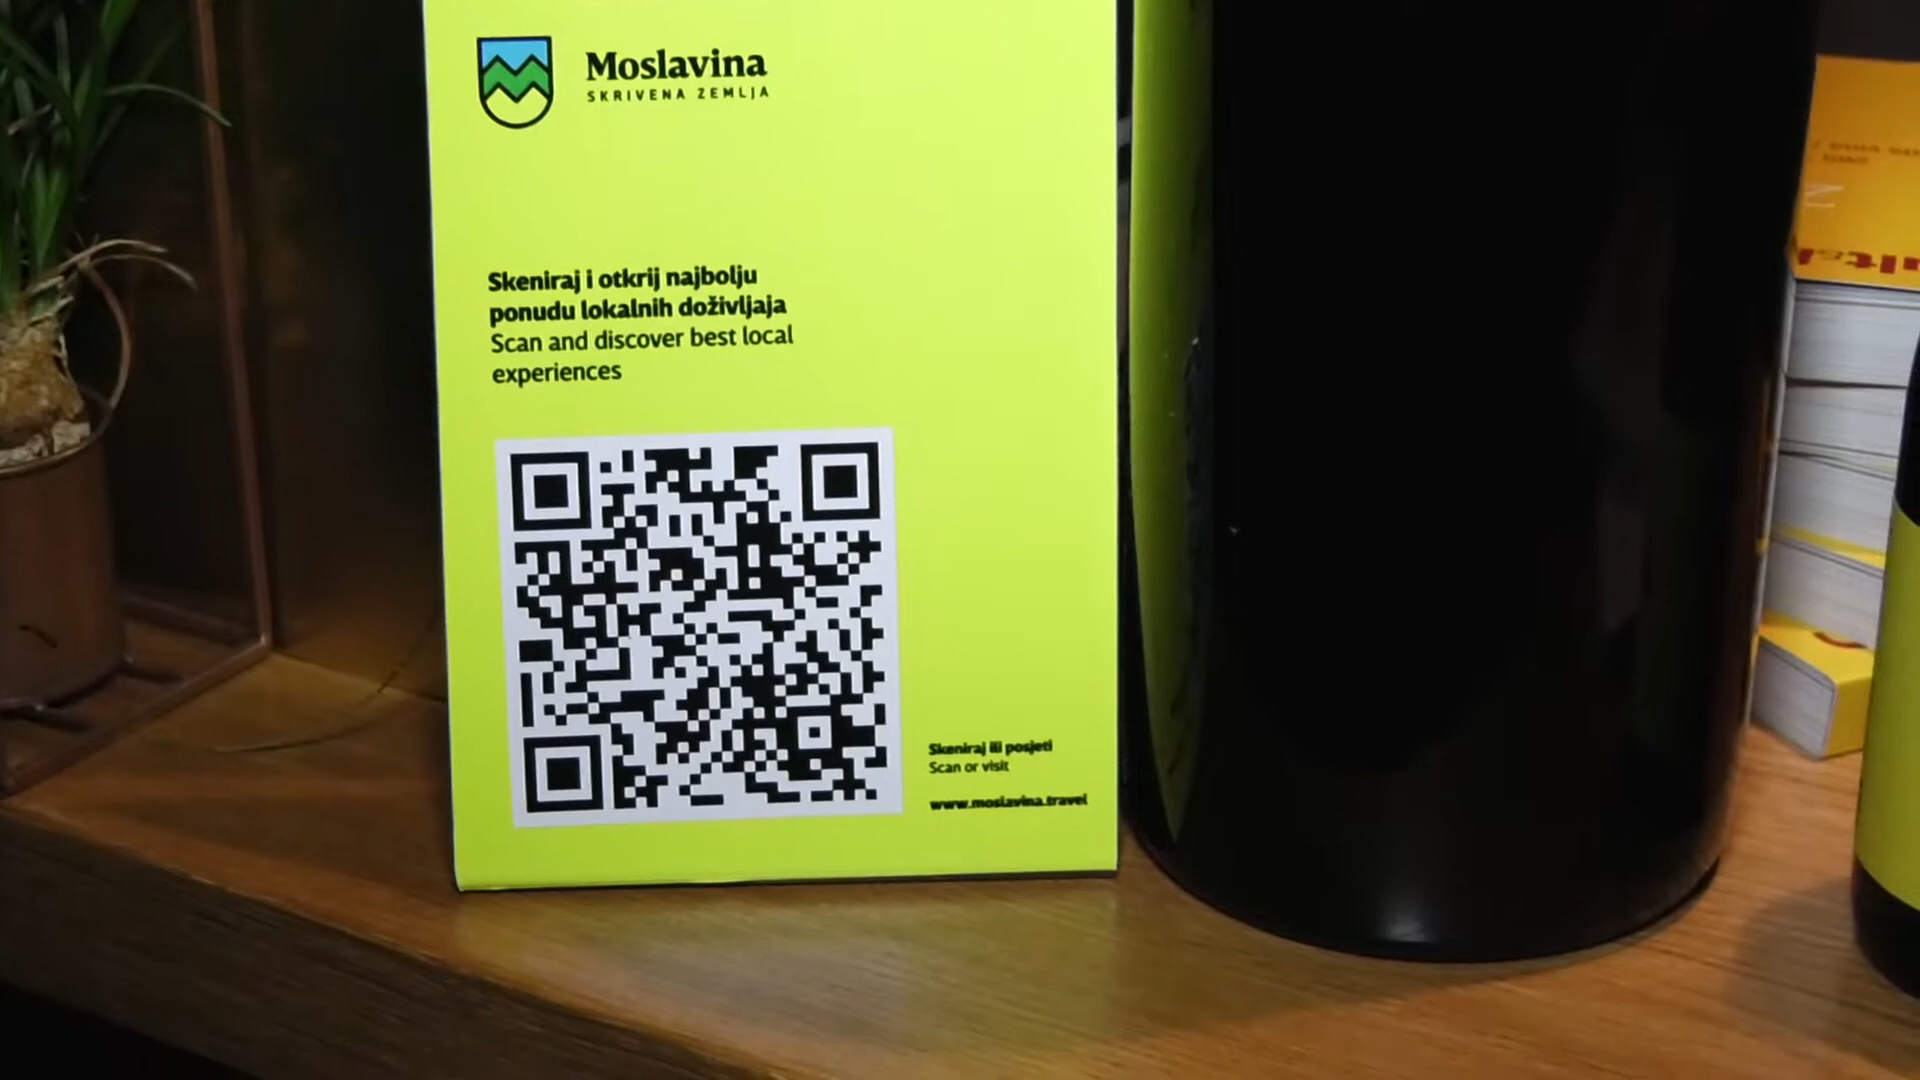 Moslavina
SKRIVENA ZEMLJA
Skeniraj i otkrij najbolju
ponudu lokalnih doživljaja
Scan and discover best local
experiences
Skeniraj ili posjeti
Scan or visit
www.moslavina.travel